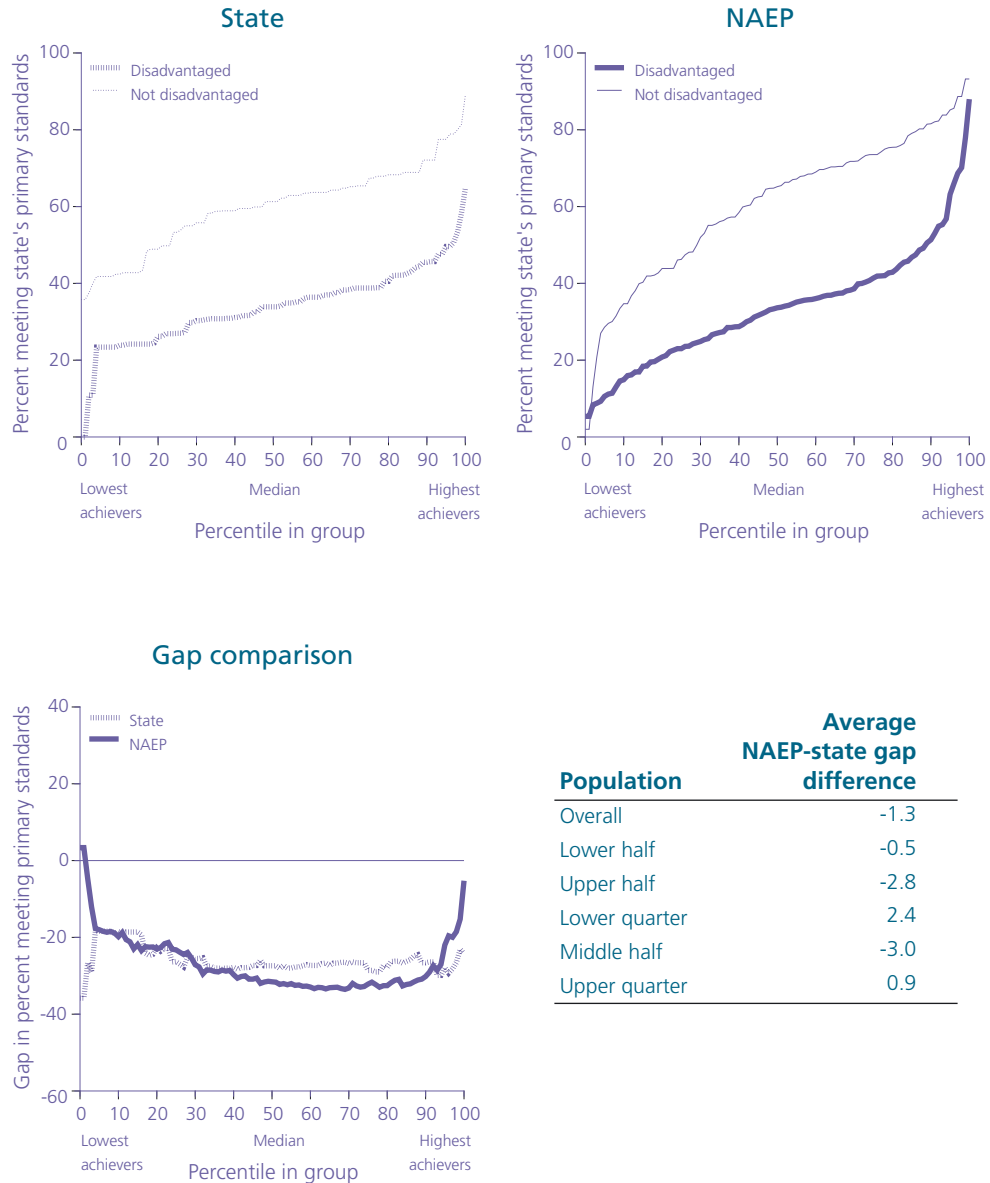 State
Percent meeting state's primary standards
100
80
60
40
20
0
Disadvantaged
Not disadvantaged
0 10 20 30 40 50 60 70 80 90 100
Lowest Median Highest
achievers achievers
Percentile in group
NAEP
Percent meeting state's primary standards
100
80
60
40
20
0
Disadvantaged
Not disadvantaged
0 10 20 30 40 50 60 70 80 90 100
Lowest Median Highest
achievers achievers
Percentile in group
Gap comparison
Gap in percent meeting primary standards
40
20
0
-20
-40
-60
State
NAEP
0 10 20 30 40 50 60 70 80 90 100
Lowest Median Highest
achievers achievers
Percentile in group
Average
NAEP-state gap
Population difference
Overall -1.3
Lower half -0.5
Upper half -2.8
Lower quarter 2.4
Middle half -3.0
Upper quarter 0.9